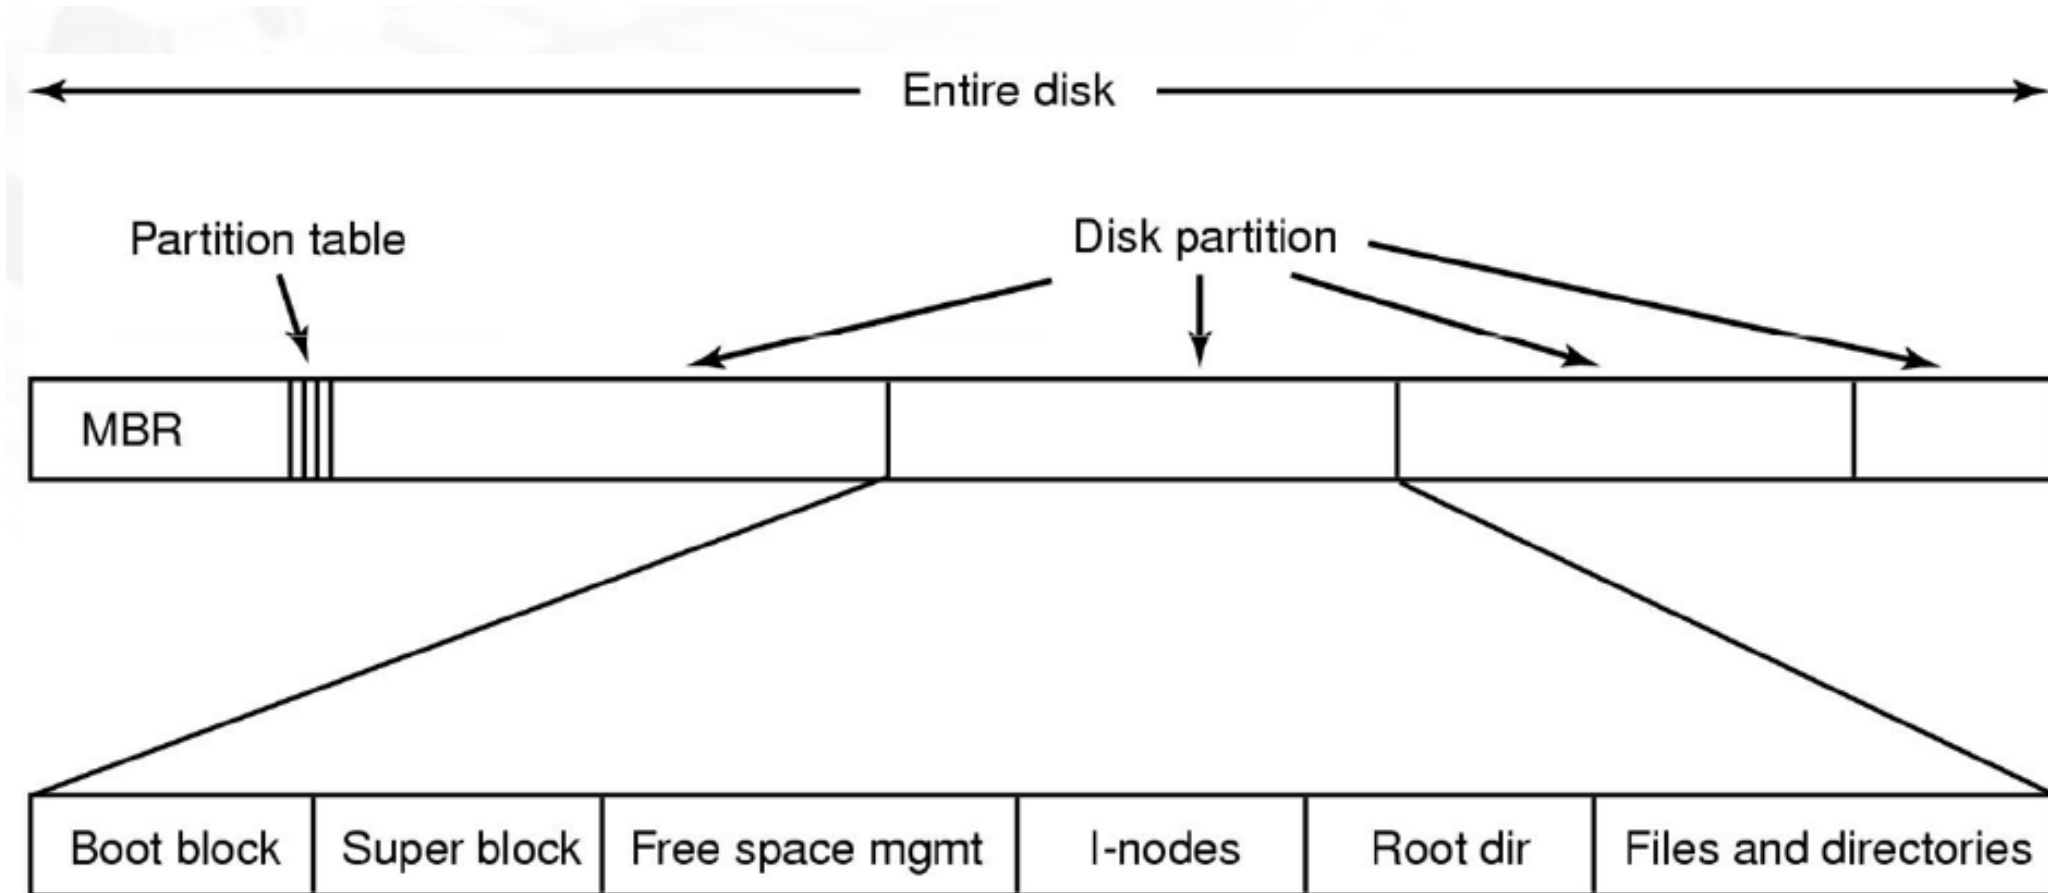 Entire disk
Partition table
Disk partition
MBR
Boot block
Super block
Free space mgmt
I-nodes
Root dir
Files and directories